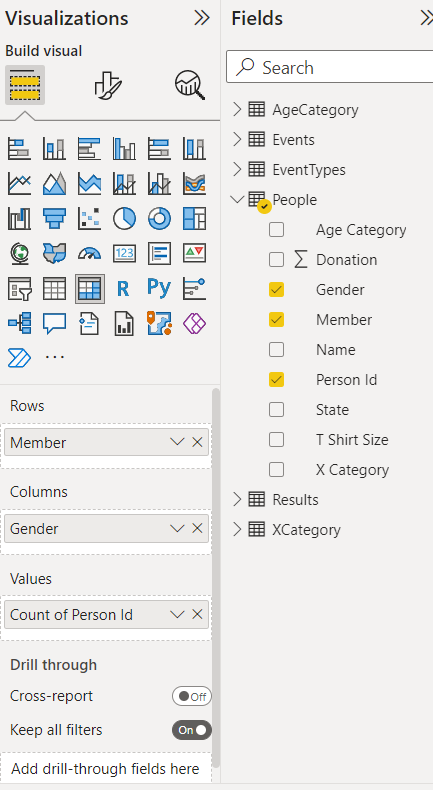 Visualizations
Build visual
123
R
Py
Rows
Member
Columns
Gender
Values
Count of Person Id
Drill through
Cross-report
Off
Keep all filters
On
Add drill-through fields here
Fields
Search
AgeCategory
Events
EventTypes
People
Age Category
Σ Donation
Gender
Member
Name
Person Id
State
T Shirt Size
X Category
Results
XCategory